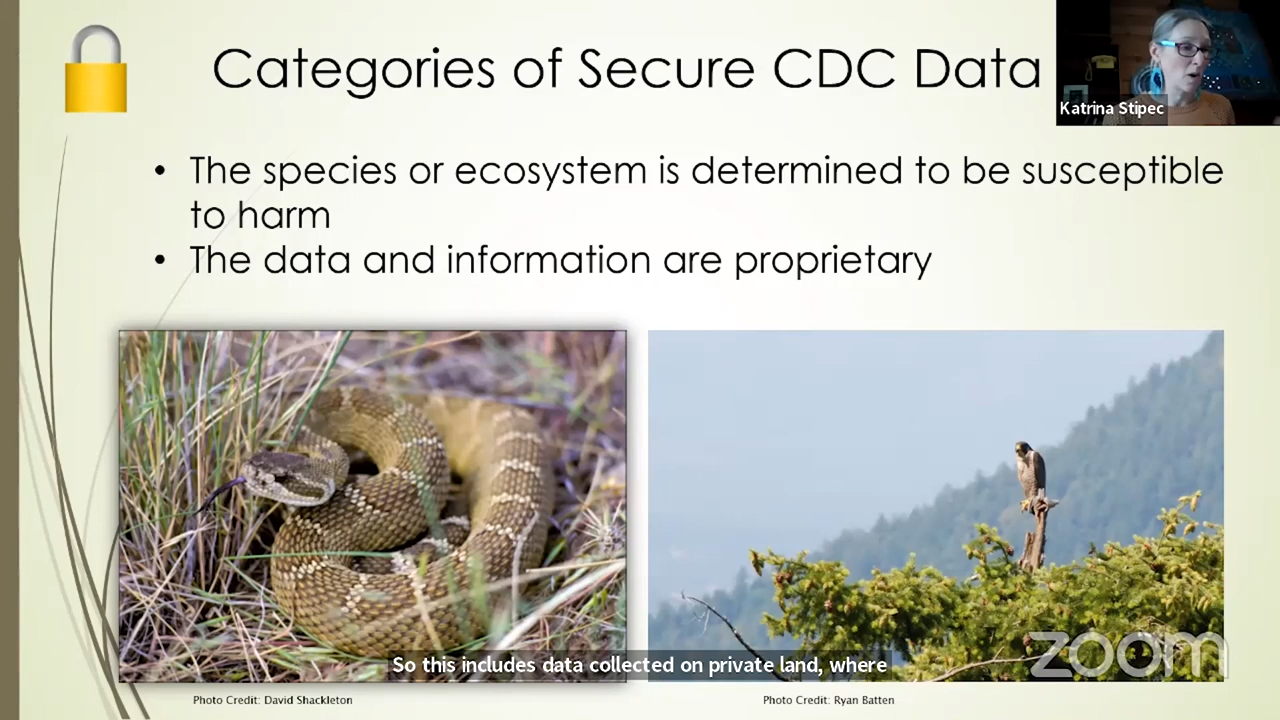 Categories of Secure CDC Data
Katrina Stipec
• The species or ecosystem is determined to be susceptible
to harm
• The data and information are proprietary
So this includes data collected on private land, where
zoom
Photo Credit: David Shackleton
Photo Credit: Ryan Batten